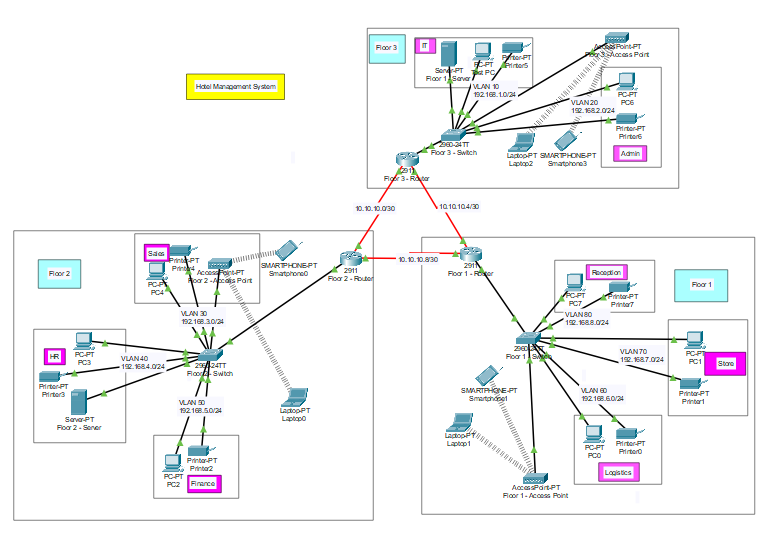 Hotel Management System
Floor 3
IT
Server-PT
Floor 1 - Server
PC-PT
Test PC
Printer-PT
Printer5
AccessPoint-PT
Floor 3 - Access Point
VLAN 10
192.168.1.0/24
VLAN 20
192.168.2.0/24
PC-PT
PC6
Printer-PT
Printer6
Admin
2960-24TT
Floor 3 - Switch
Laptop-PT
Laptop2
SMARTPHONE-PT
Smartphone3
2911
Floor 3 - Router
10.10.10.0/30
10.10.10.4/30
10.10.10.8/30
Floor 2
Sales
Printer-PT
Printer4
PC-PT
PC4
AccessPoint-PT
Floor 2 - Access Point
SMARTPHONE-PT
Smartphone0
2911
Floor 2 - Router
VLAN 30
192.168.3.0/24
HR
PC-PT
PC3
VLAN 40
192.168.4.0/24
Printer-PT
Printer3
Server-PT
Floor 2 - Server
2960-24TT
Floor 2 - Switch
VLAN 50
192.168.5.0/24
Laptop-PT
Laptop0
PC-PT
PC2
Printer-PT
Printer2
Finance
2911
Floor 1 - Router
Floor 1
Reception
PC-PT
PC7
Printer-PT
Printer7
VLAN 80
192.168.8.0/24
2960-24TT
Floor 1 - Switch
VLAN 70
192.168.7.0/24
PC-PT
PC1
Store
Printer-PT
Printer1
SMARTPHONE-PT
Smartphone1
VLAN 60
192.168.6.0/24
Laptop-PT
Laptop1
PC-PT
PC0
Printer-PT
Printer0
Logistics
AccessPoint-PT
Floor 1 - Access Point